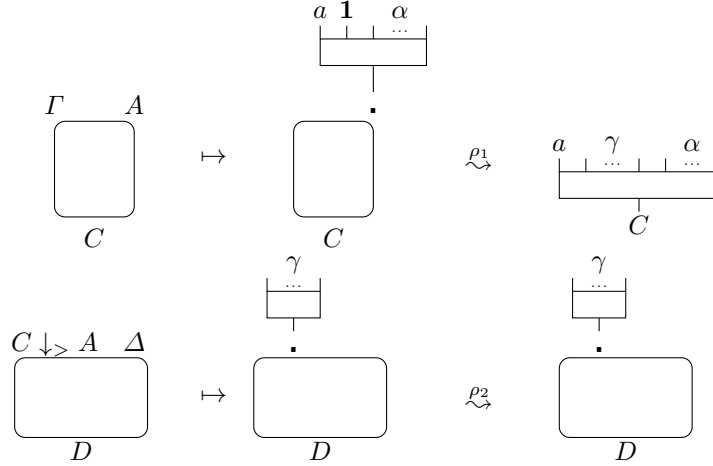 a 1 α
...
Γ A
a γ α
↦ ρ₁ ... ...
⤳
C C C
γ γ
... ...
C ↓> A Δ
↦ ρ₂
⤳
D D D